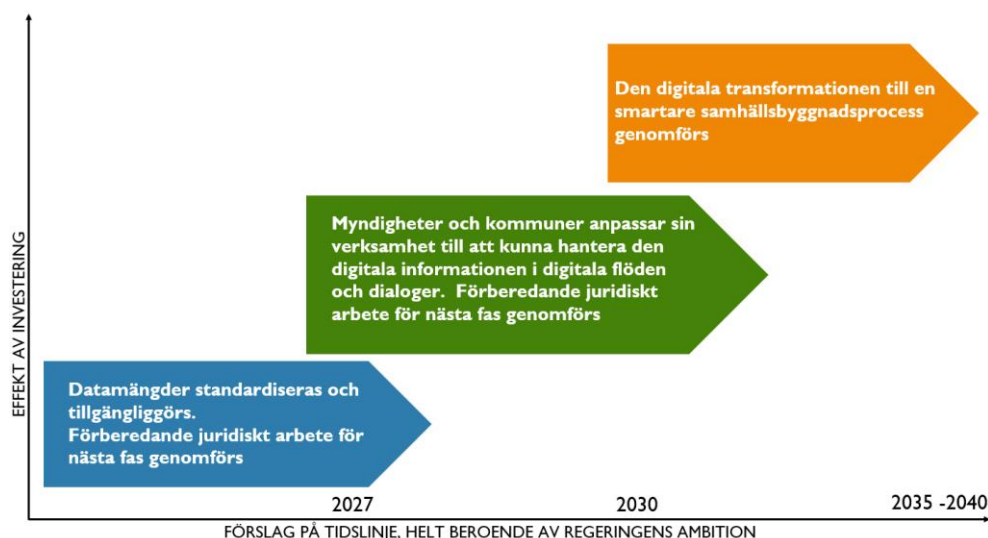 Den digitala transformationen till en
smartare samhällsbyggnadsprocess
genomförs
Myndigheter och kommuner anpassar sin
verksamhet till att kunna hantera den
digitala informationen i digitala flöden
och dialoger.  Förberedande juridiskt
arbete för nästa fas genomförs
Datamängder standardiseras och
tillgängliggörs.
Förberedande juridiskt arbete för
nästa fas genomförs
EFFEKT AV INVESTERING
2027
2030
2035 -2040
FÖRSLAG PÅ TIDSLINJE, HELT BEROENDE AV REGERINGENS AMBITION